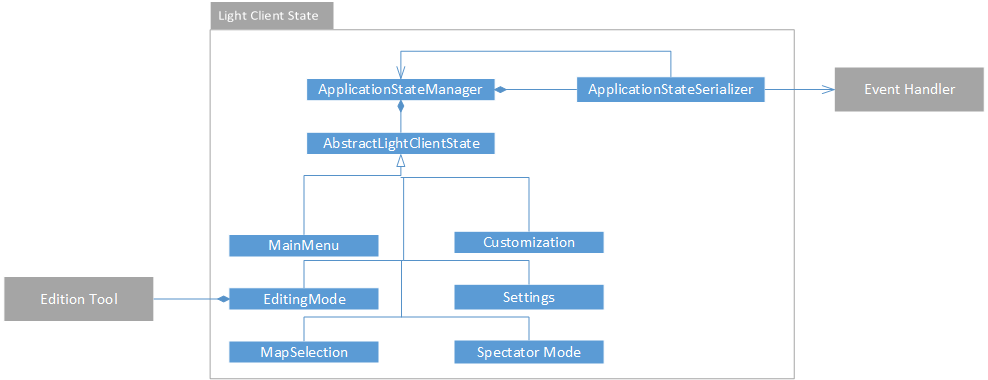 Light Client State
ApplicationStateManager
ApplicationStateSerializer
Event Handler
AbstractLightClientState
MainMenu
Customization
Edition Tool
EditingMode
Settings
MapSelection
Spectator Mode